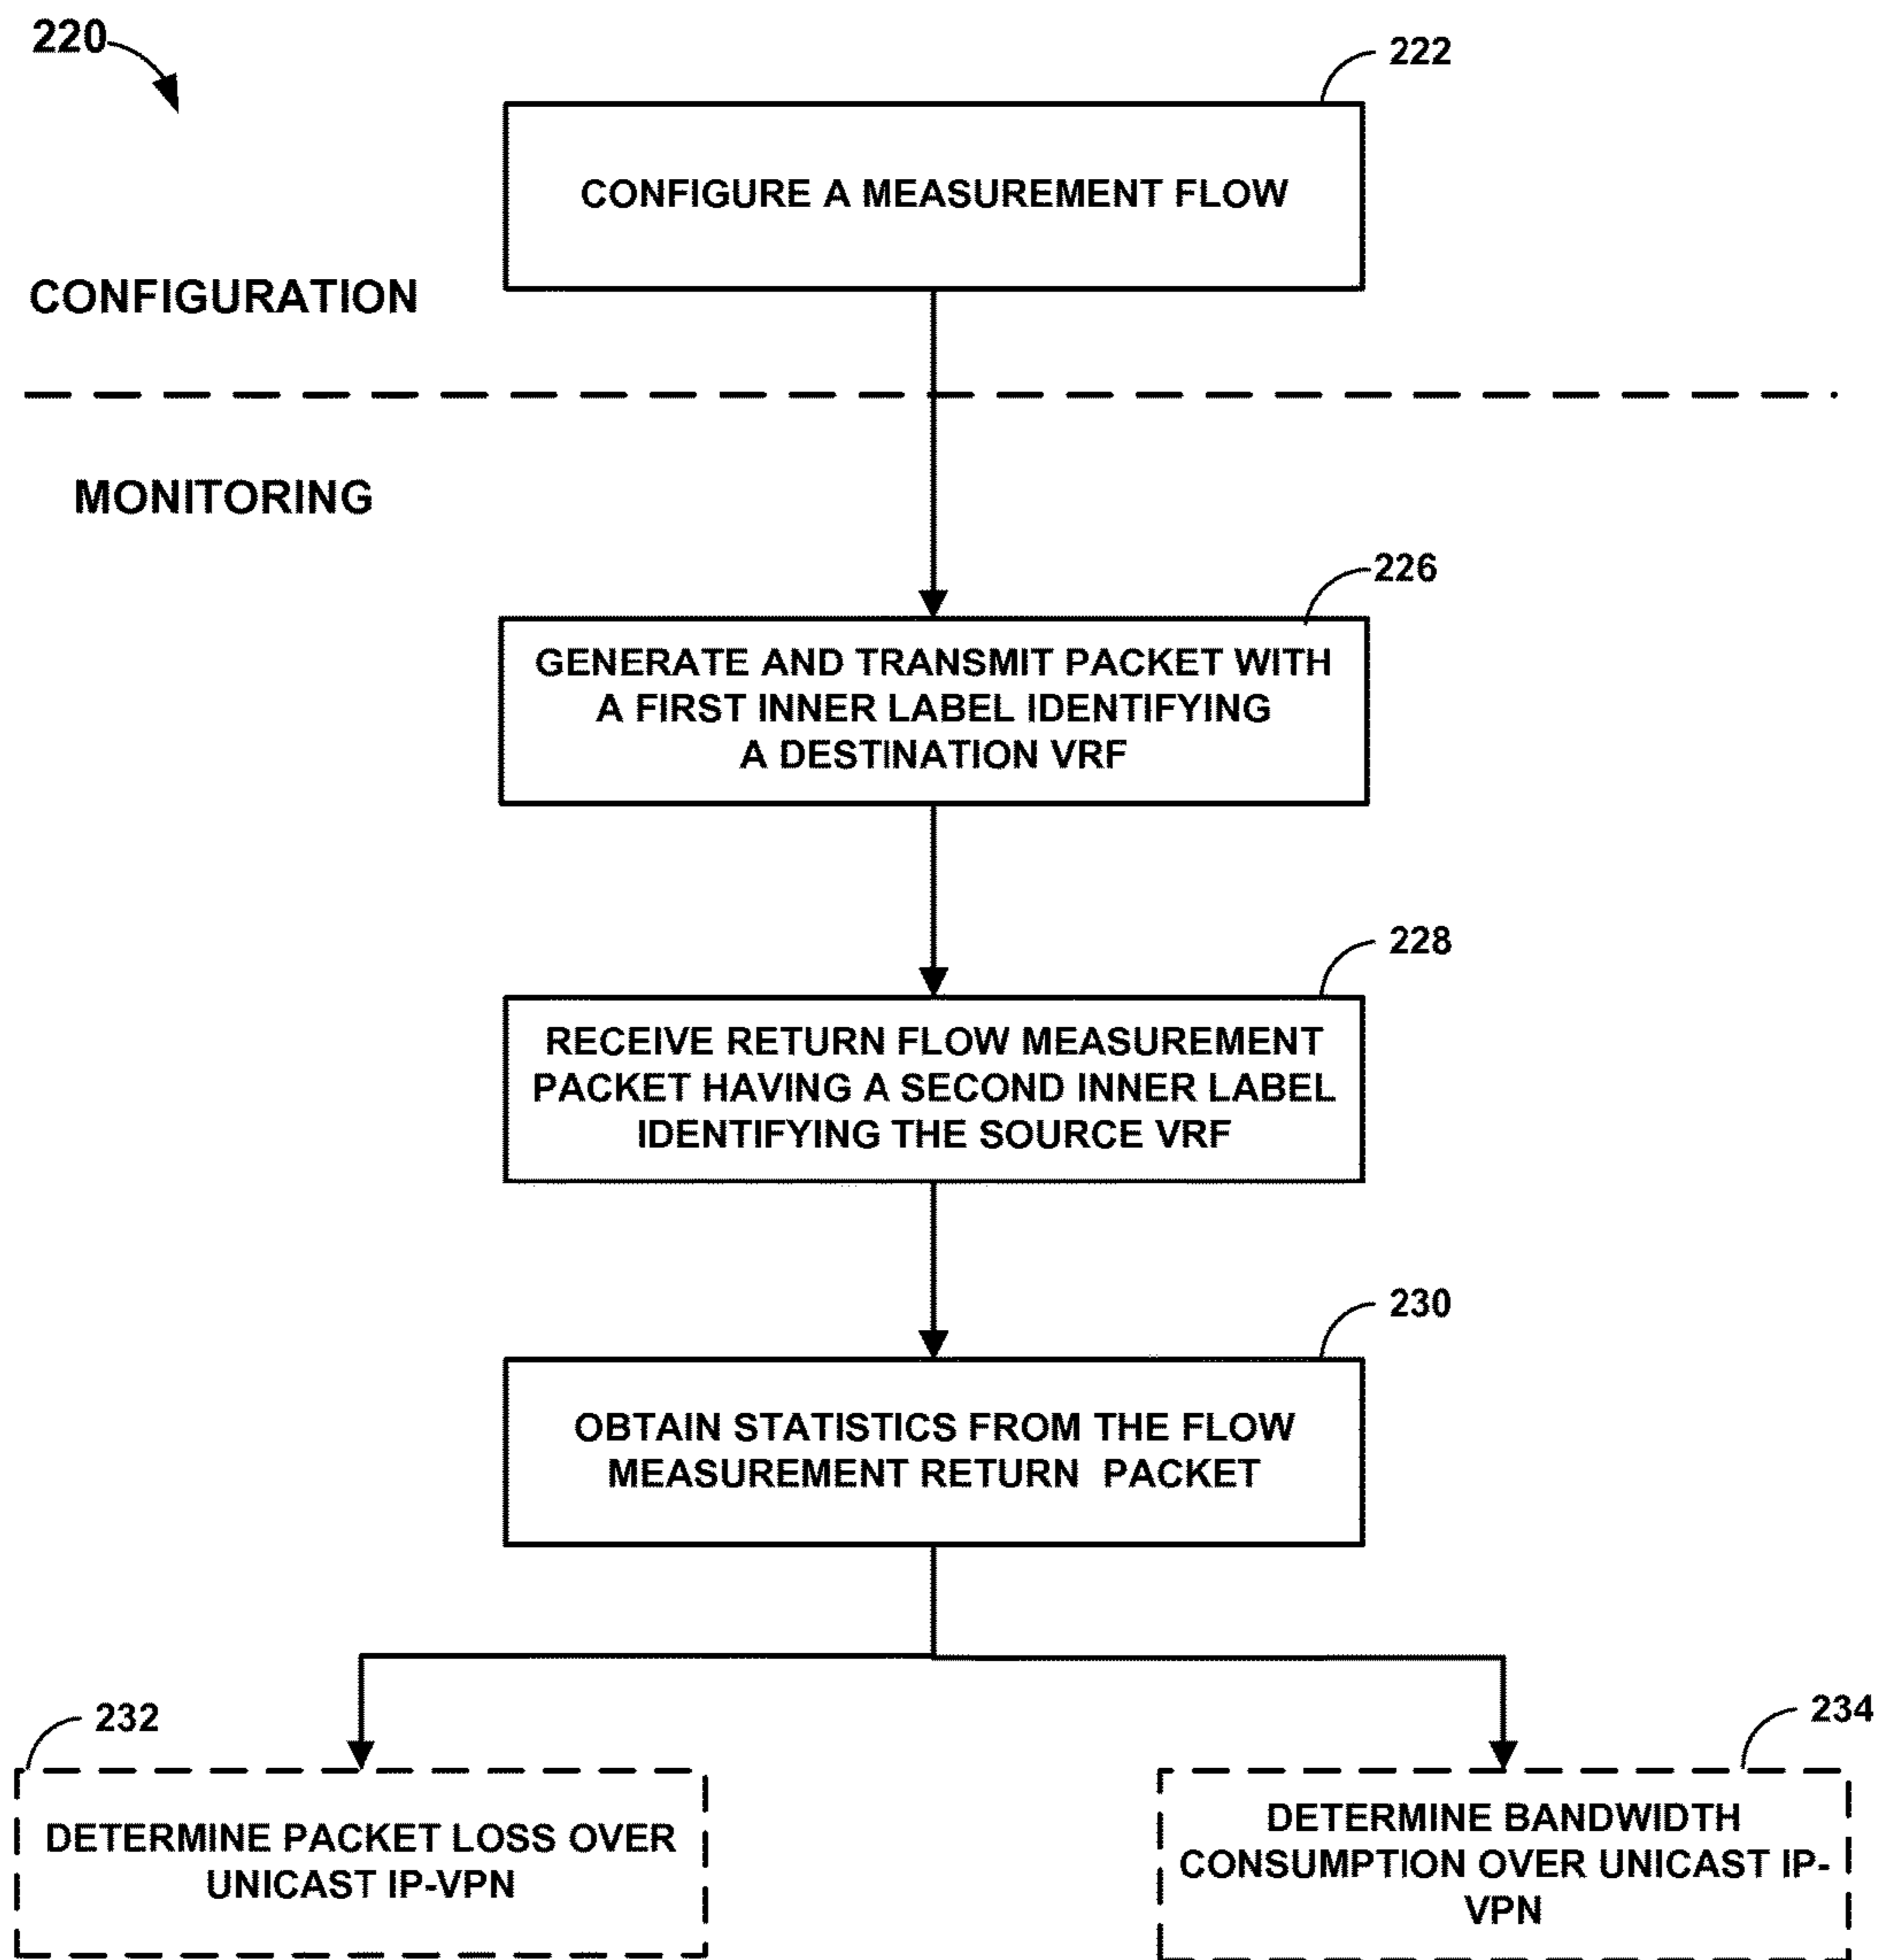 220
222
CONFIGURE A MEASUREMENT FLOW
CONFIGURATION
MONITORING
226
GENERATE AND TRANSMIT PACKET WITH
A FIRST INNER LABEL IDENTIFYING
A DESTINATION VRF
228
RECEIVE RETURN FLOW MEASUREMENT
PACKET HAVING A SECOND INNER LABEL
IDENTIFYING THE SOURCE VRF
230
OBTAIN STATISTICS FROM THE FLOW
MEASUREMENT RETURN PACKET
232
DETERMINE PACKET LOSS OVER
UNICAST IP-VPN
234
DETERMINE BANDWIDTH
CONSUMPTION OVER UNICAST IP-
VPN